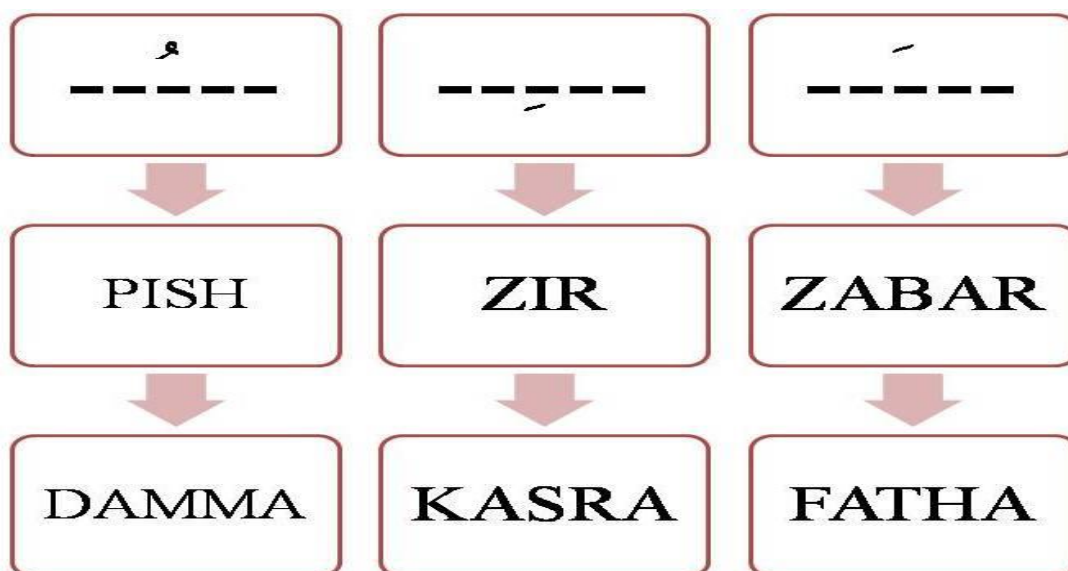 ُ
-----
-----
ِ
َ
-----
PISH
ZIR
ZABAR
DAMMA
KASRA
FATHA